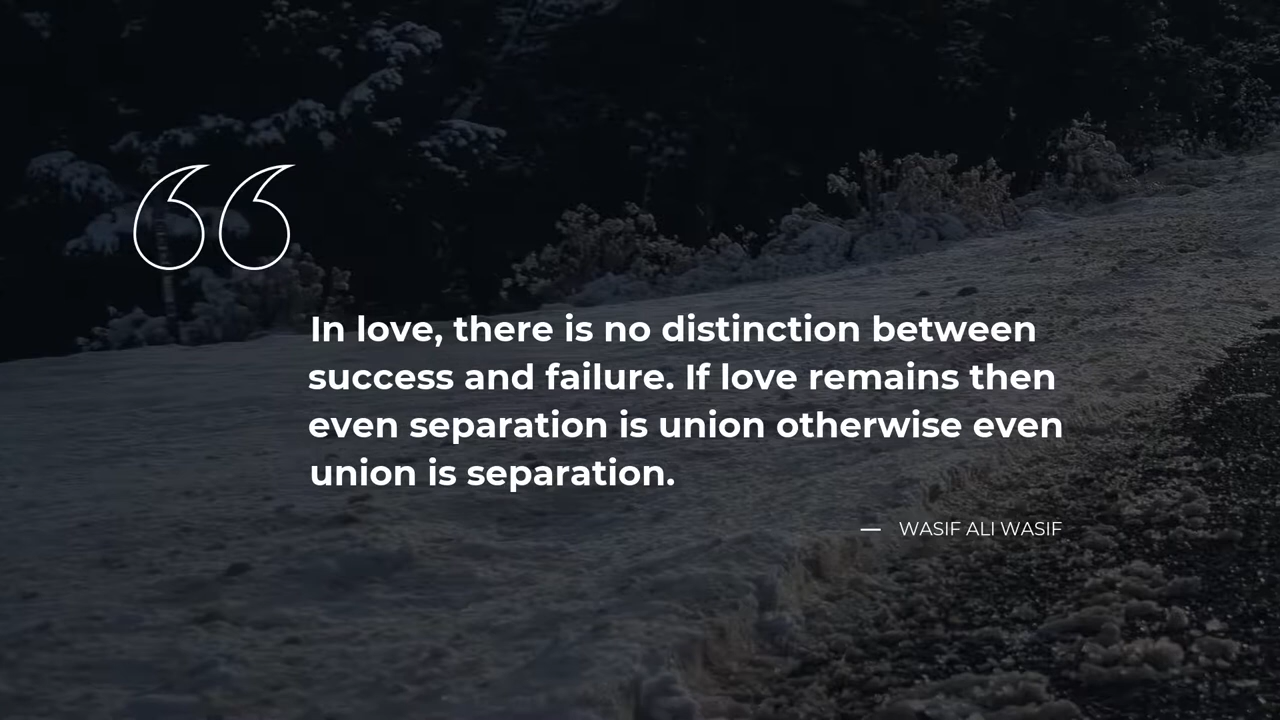 In love, there is no distinction between
success and failure. If love remains then
even separation is union otherwise even
union is separation.
— WASIF ALI WASIF